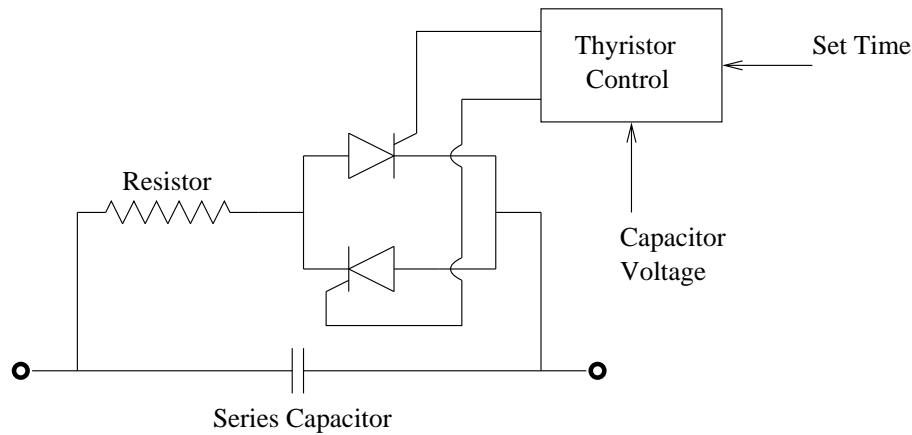 Thyristor
Control
Set Time
Resistor
Capacitor
Voltage
Series Capacitor